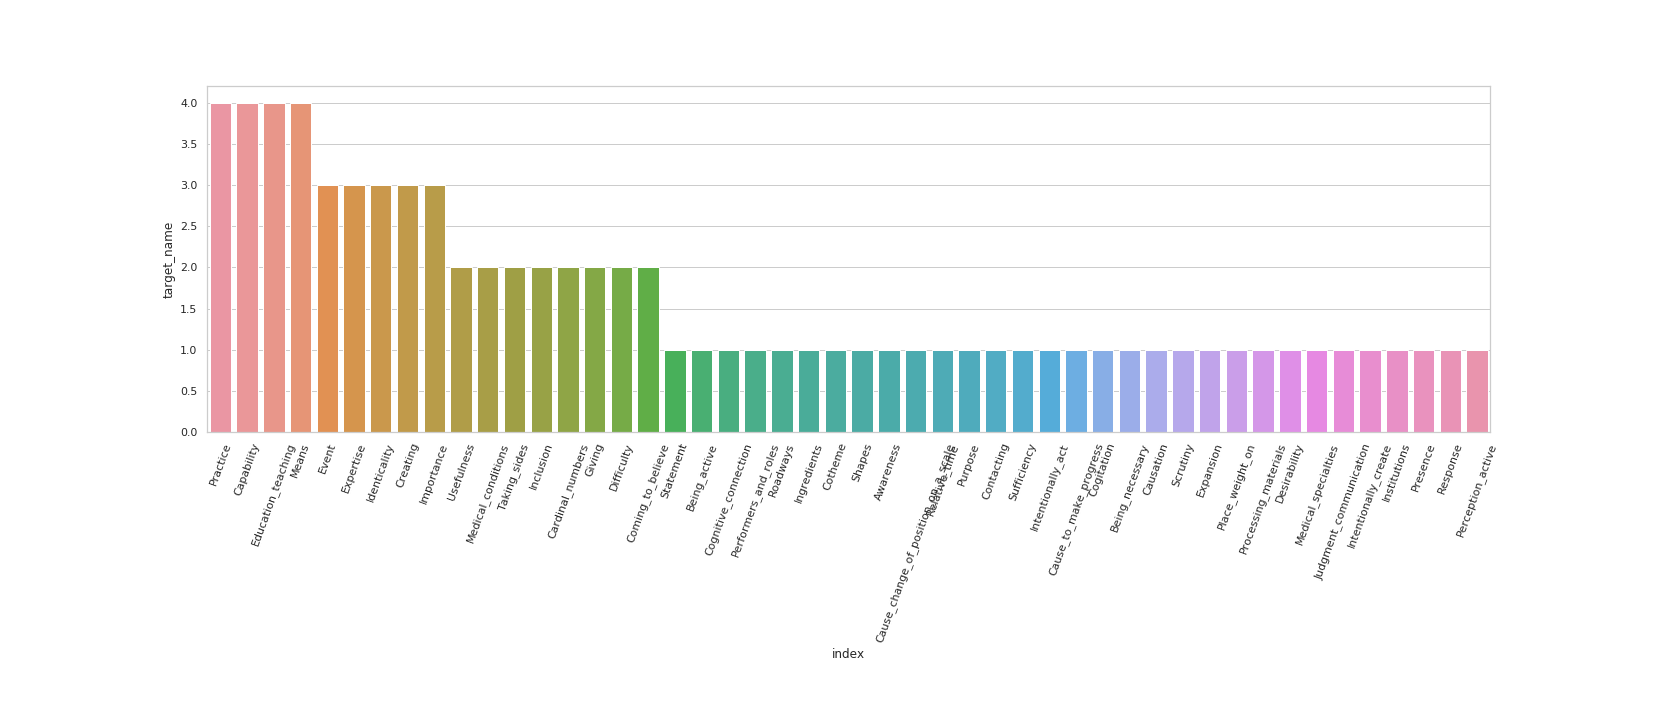 4.0
3.5
3.0
2.5
2.0
1.5
1.0
0.5
0.0
target_name
Practice
Capability
Education_teaching
Means
Event
Expertise
Identicality
Creating
Importance
Usefulness
Medical_conditions
Taking_sides
Inclusion
Cardinal_numbers
Giving
Difficulty
Coming_to_believe
Statement
Being_active
Cognitive_connection
Performers_and_roles
Roadways
Ingredients
Cotheme
Shapes
Awareness
Cause_change_of_position_on_a_scale
Relative_time
Purpose
Contacting
Sufficiency
Intentionally_act
Cause_to_make_progress
Cogitation
Being_necessary
Causation
Scrutiny
Expansion
Place_weight_on
Processing_materials
Desirability
Medical_specialties
Judgment_communication
Intentionally_create
Institutions
Presence
Response
Perception_active
index